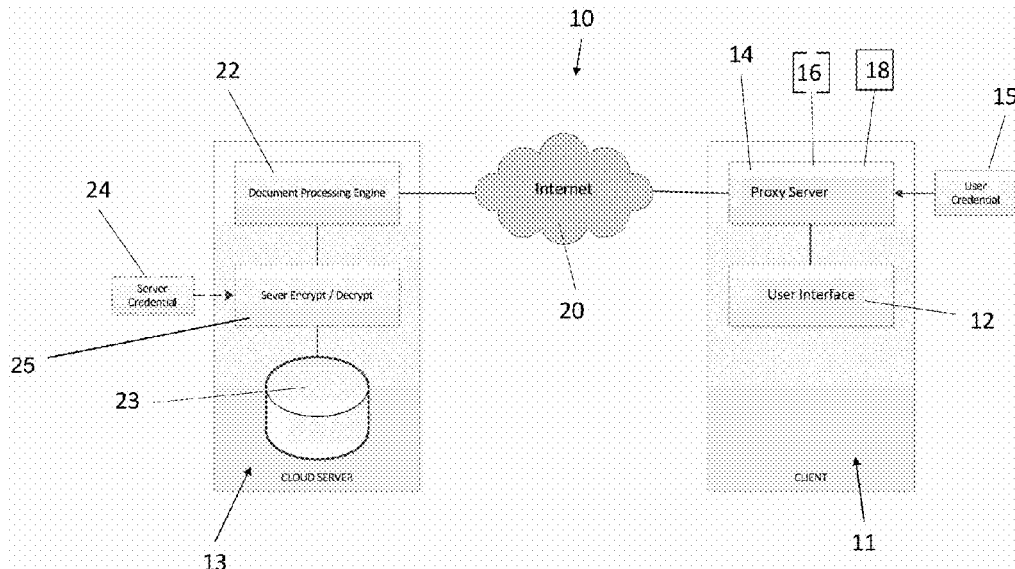 10
22
14
16
18
15
Document Processing Engine
Internet
Proxy Server
User
Credential
24
Server
Credential
Sever Encrypt / Decrypt
20
User Interface
12
25
23
CLOUD SERVER
CLIENT
13
11